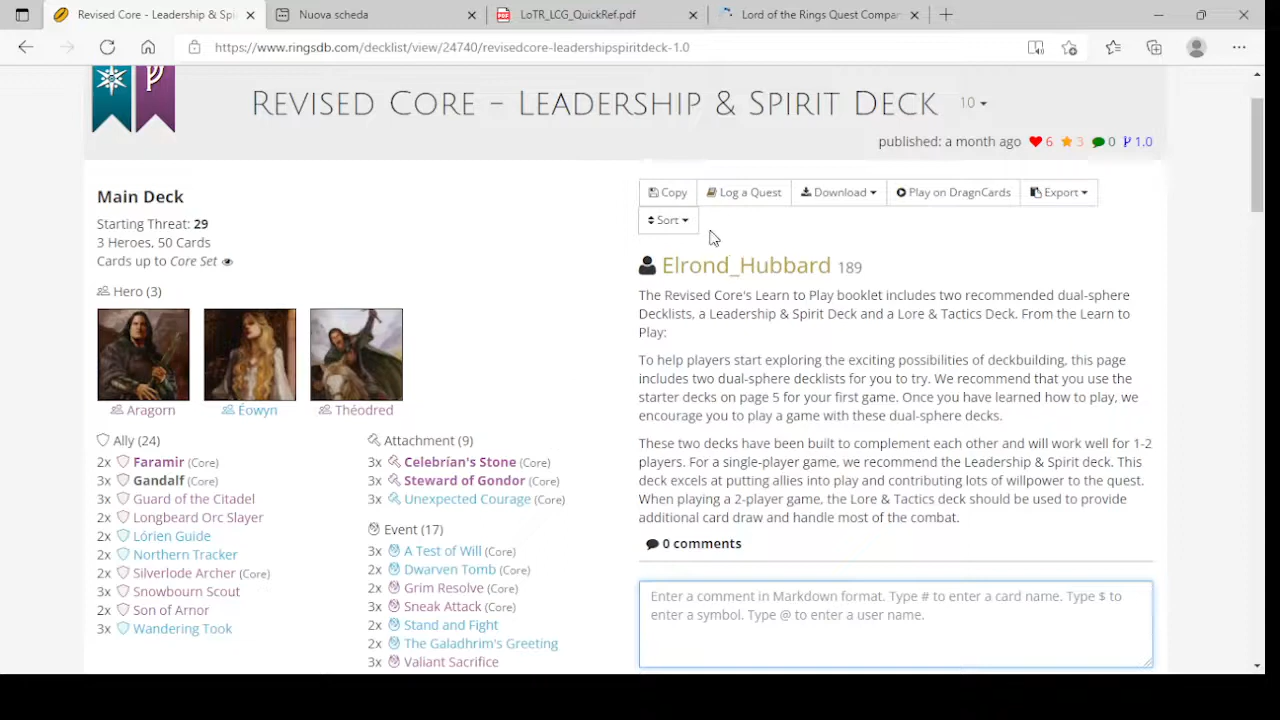 Revised Core - Leadership & Spi
Nuova scheda
LoTR_LCG_QuickRef.pdf
Lord of the Rings Quest Compar
https://www.ringsdb.com/decklist/view/24740/revisedcore-leadershipspiritdeck-1.0
Revised Core – Leadership & Spirit Deck 10
published: a month ago 6 3 0 1.0
Main Deck
Starting Threat: 29
3 Heroes, 50 Cards
Cards up to Core Set
Hero (3)
Aragorn Éowyn Théodred
Ally (24)
2x Faramir (Core)
3x Gandalf (Core)
3x Guard of the Citadel
2x Longbeard Orc Slayer
2x Lórien Guide
2x Northern Tracker
2x Silverlode Archer (Core)
3x Snowbourn Scout
2x Son of Arnor
3x Wandering Took
Attachment (9)
3x Celebrían's Stone (Core)
3x Steward of Gondor (Core)
3x Unexpected Courage (Core)
Event (17)
3x A Test of Will (Core)
2x Dwarven Tomb (Core)
2x Grim Resolve (Core)
3x Sneak Attack (Core)
2x Stand and Fight
2x The Galadhrim's Greeting
3x Valiant Sacrifice
Copy Log a Quest Download Play on DragnCards Export
Sort
Elrond_Hubbard 189
The Revised Core's Learn to Play booklet includes two recommended dual-sphere
Decklists, a Leadership & Spirit Deck and a Lore & Tactics Deck. From the Learn to
Play:
To help players start exploring the exciting possibilities of deckbuilding, this page
includes two dual-sphere decklists for you to try. We recommend that you use the
starter decks on page 5 for your first game. Once you have learned how to play, we
encourage you to play a game with these dual-sphere decks.
These two decks have been built to complement each other and will work well for 1-2
players. For a single-player game, we recommend the Leadership & Spirit deck. This
deck excels at putting allies into play and contributing lots of willpower to the quest.
When playing a 2-player game, the Lore & Tactics deck should be used to provide
additional card draw and handle most of the combat.
0 comments
Enter a comment in Markdown format. Type # to enter a card name. Type $ to
enter a symbol. Type @ to enter a user name.